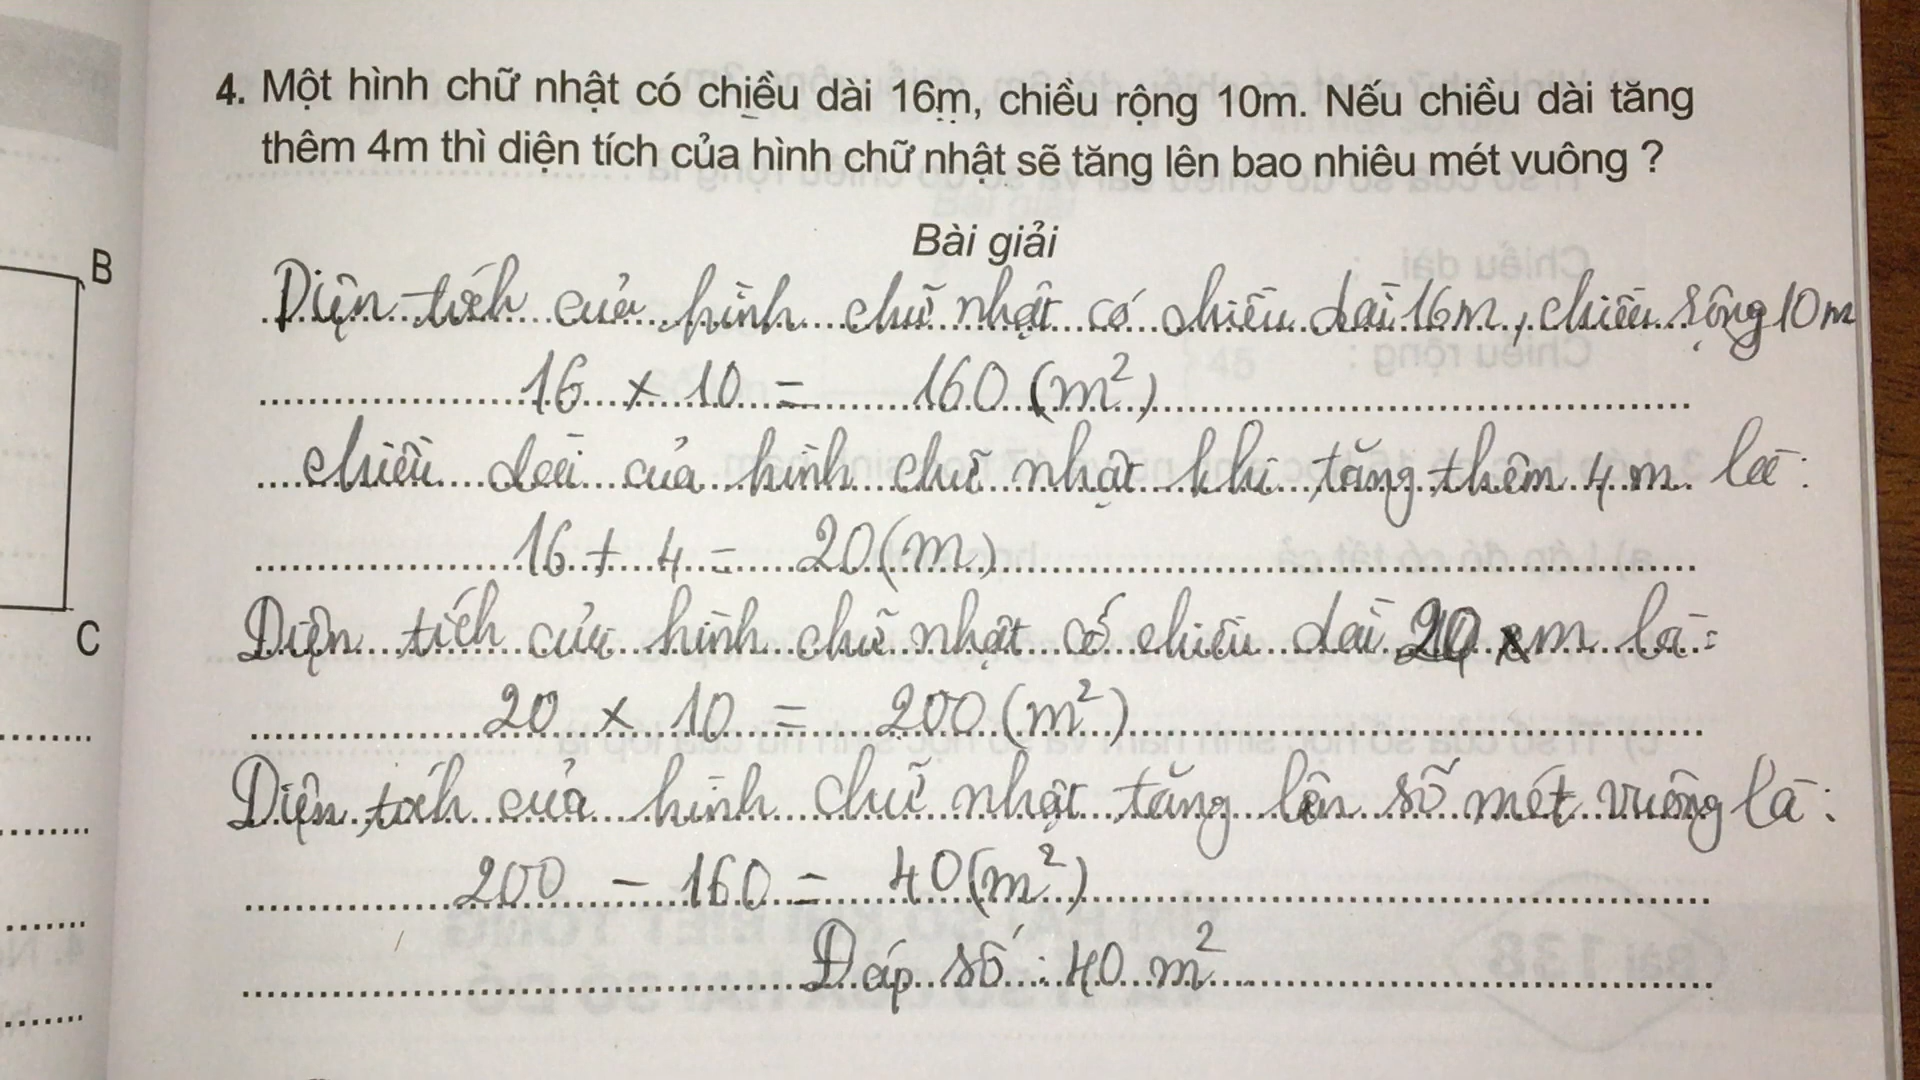 4. Một hình chữ nhật có chiều dài 16m, chiều rộng 10m. Nếu chiều dài tăng
thêm 4m thì diện tích của hình chữ nhật sẽ tăng lên bao nhiêu mét vuông ?
Bài giải
Diện tích của hình chữ nhật có chiều dài 16m, chiều rộng 10m
16 x 10 = 160 (m²)
chiều dài của hình chữ nhật khi tăng thêm 4 m là:
16 + 4 = 20 (m)
Diện tích của hình chữ nhật có chiều dài 20 m là:
20 x 10 = 200 (m²)
Diện tích của hình chữ nhật tăng lên số mét vuông là:
200 - 160 = 40 (m²)
Đáp số : 40 m²
B
C